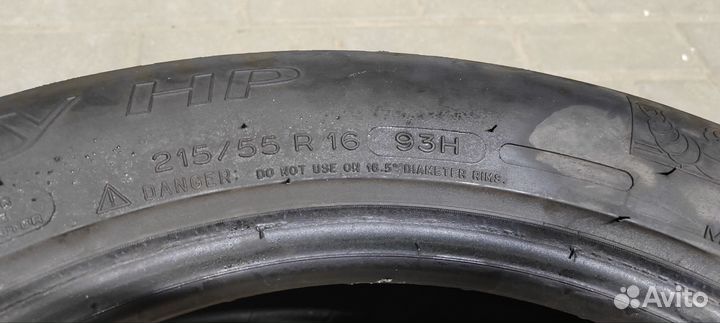 HP
215/55 R 16 93H
DANGER: DO NOT USE ON 16.5" DIAMETER RIMS.
Avito